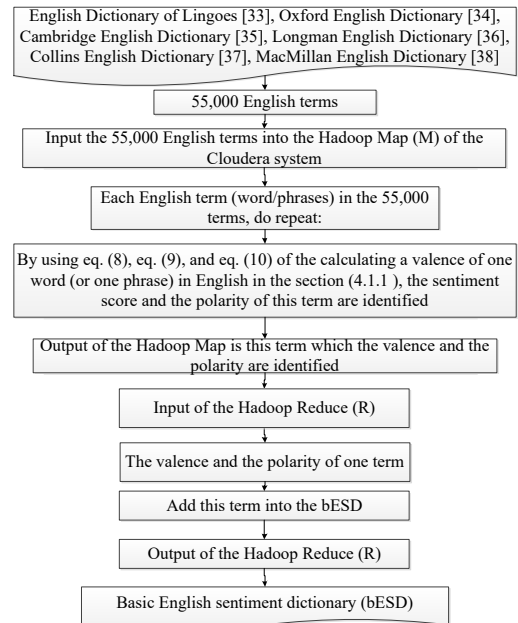 English Dictionary of Lingoes [33], Oxford English Dictionary [34],
Cambridge English Dictionary [35], Longman English Dictionary [36],
Collins English Dictionary [37], MacMillan English Dictionary [38]
55,000 English terms
Input the 55,000 English terms into the Hadoop Map (M) of the
Cloudera system
Each English term (word/phrases) in the 55,000
terms, do repeat:
By using eq. (8), eq. (9), and eq. (10) of the calculating a valence of one
word (or one phrase) in English in the section (4.1.1 ), the sentiment
score and the polarity of this term are identified
Output of the Hadoop Map is this term which the valence and the
polarity are identified
Input of the Hadoop Reduce (R)
The valence and the polarity of one term
Add this term into the bESD
Output of the Hadoop Reduce (R)
Basic English sentiment dictionary (bESD)